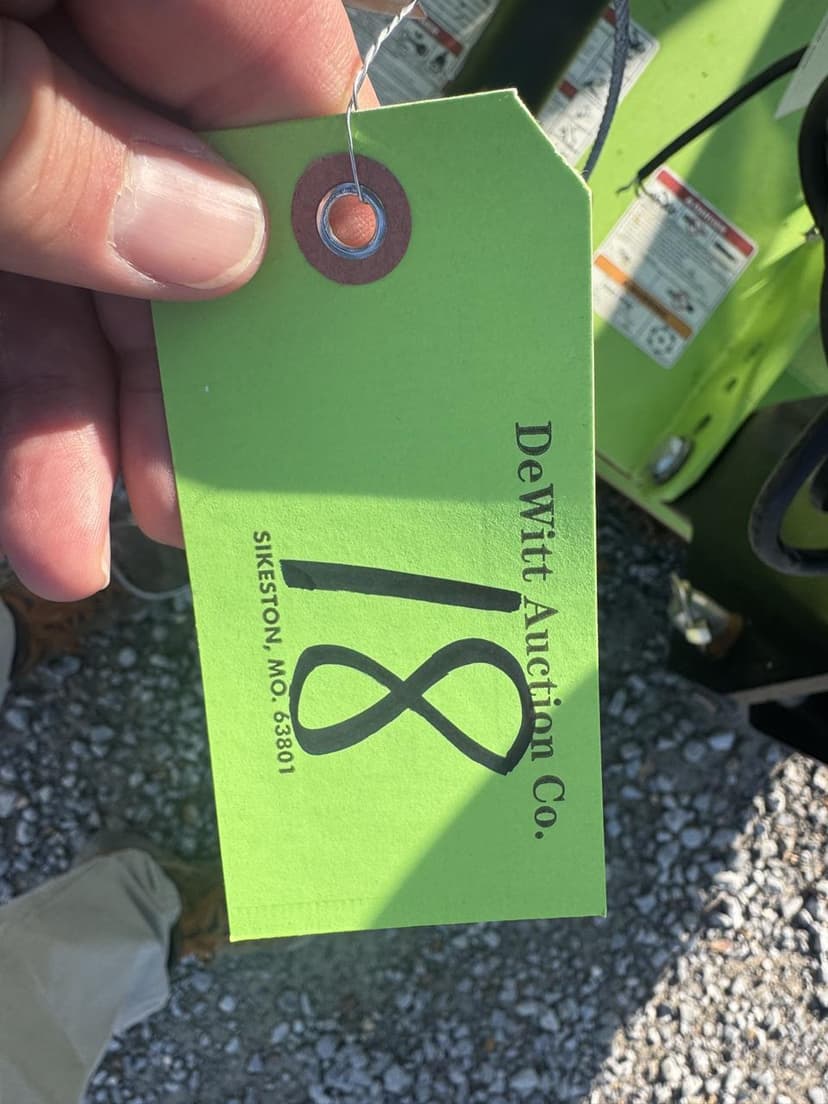 DeWitt Auction Co.
18
SIKESTON, MO. 63801